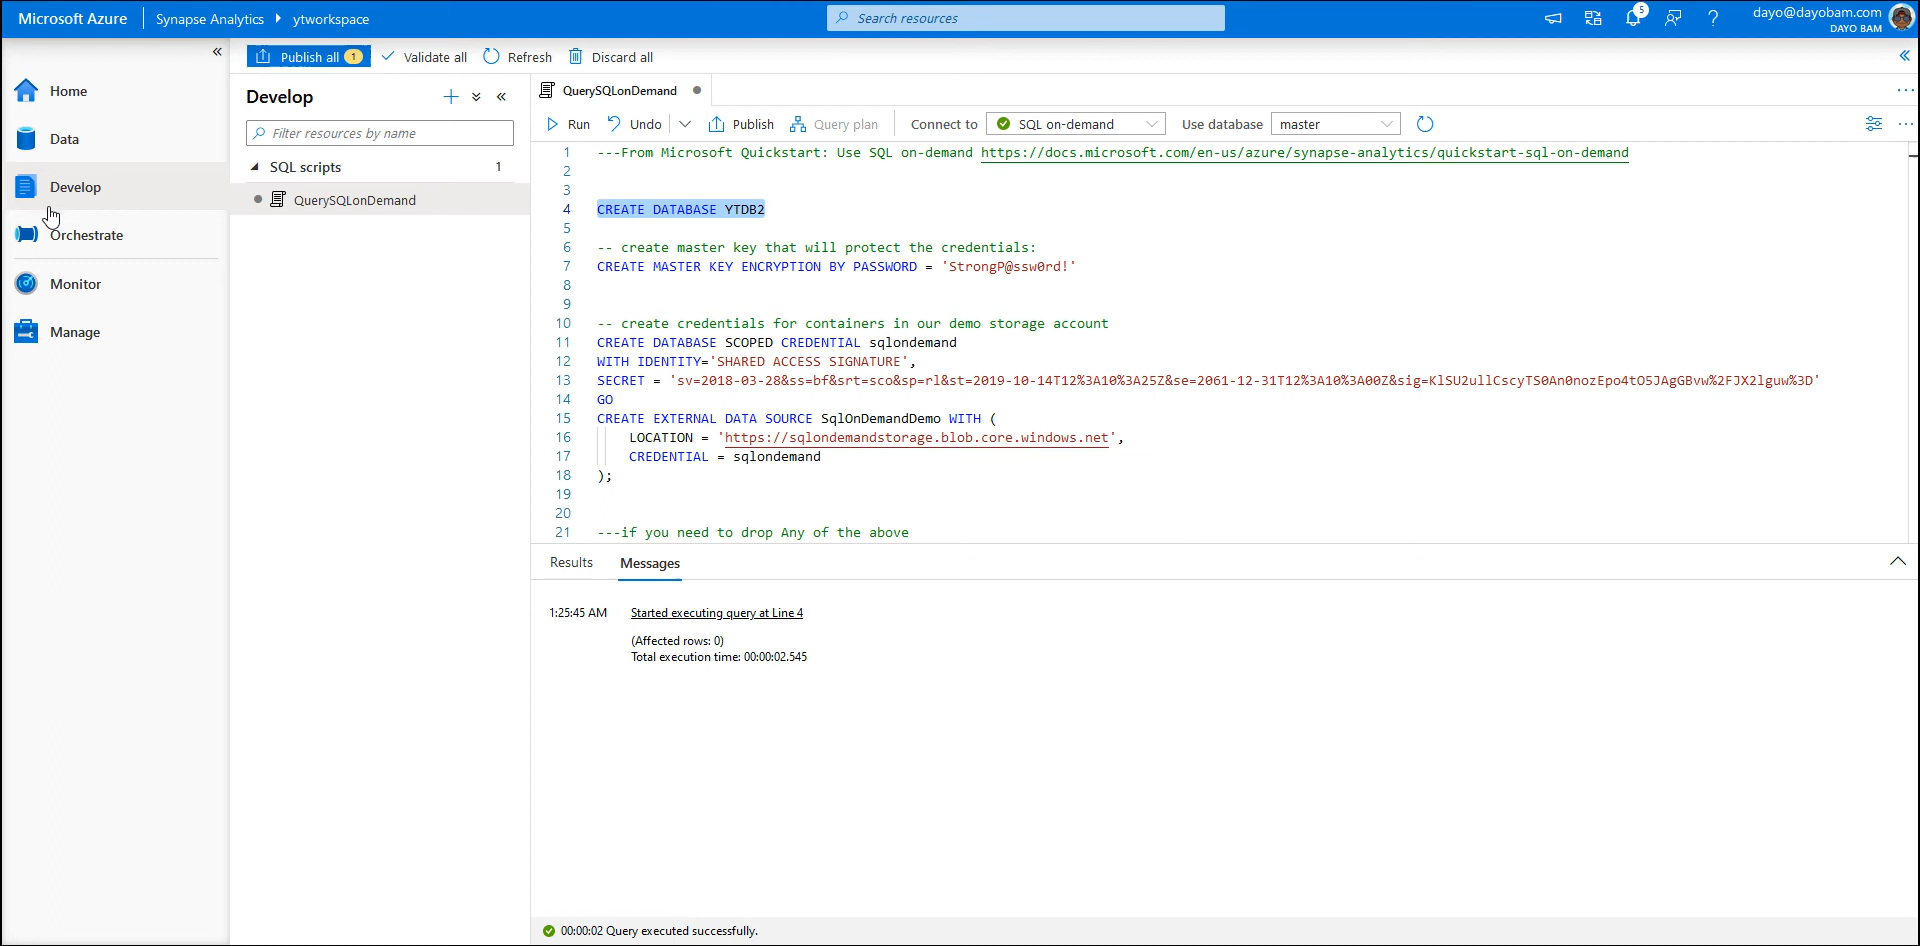 Microsoft Azure Synapse Analytics ytworkspace
Search resources
5
dayo@dayobam.com
DAYO BAM
Home
Data
Develop
Orchestrate
Monitor
Manage
Publish all 1 Validate all Refresh Discard all
Develop
Filter resources by name
SQL scripts 1
QuerySQLonDemand
QuerySQLonDemand
Run Undo Publish Query plan Connect to SQL on-demand Use database master
1 ---From Microsoft Quickstart: Use SQL on-demand https://docs.microsoft.com/en-us/azure/synapse-analytics/quickstart-sql-on-demand
2
3
4 CREATE DATABASE YTDB2
5
6 -- create master key that will protect the credentials:
7 CREATE MASTER KEY ENCRYPTION BY PASSWORD = 'StrongP@ssw0rd!'
8
9
10 -- create credentials for containers in our demo storage account
11 CREATE DATABASE SCOPED CREDENTIAL sqlondemand
12 WITH IDENTITY='SHARED ACCESS SIGNATURE',
13 SECRET = 'sv=2018-03-28&ss=bf&srt=sco&sp=rl&st=2019-10-14T12%3A10%3A25Z&se=2061-12-31T12%3A10%3A00Z&sig=KlSU2ullCscyTS0An0nozEpo4tO5JAgGBvw%2FJX2lguw%3D'
14 GO
15 CREATE EXTERNAL DATA SOURCE SqlOnDemandDemo WITH (
16 LOCATION = 'https://sqlondemandstorage.blob.core.windows.net',
17 CREDENTIAL = sqlondemand
18 );
19
20
21 ---if you need to drop Any of the above
Results Messages
1:25:45 AM Started executing query at Line 4
(Affected rows: 0)
Total execution time: 00:00:02.545
00:00:02 Query executed successfully.